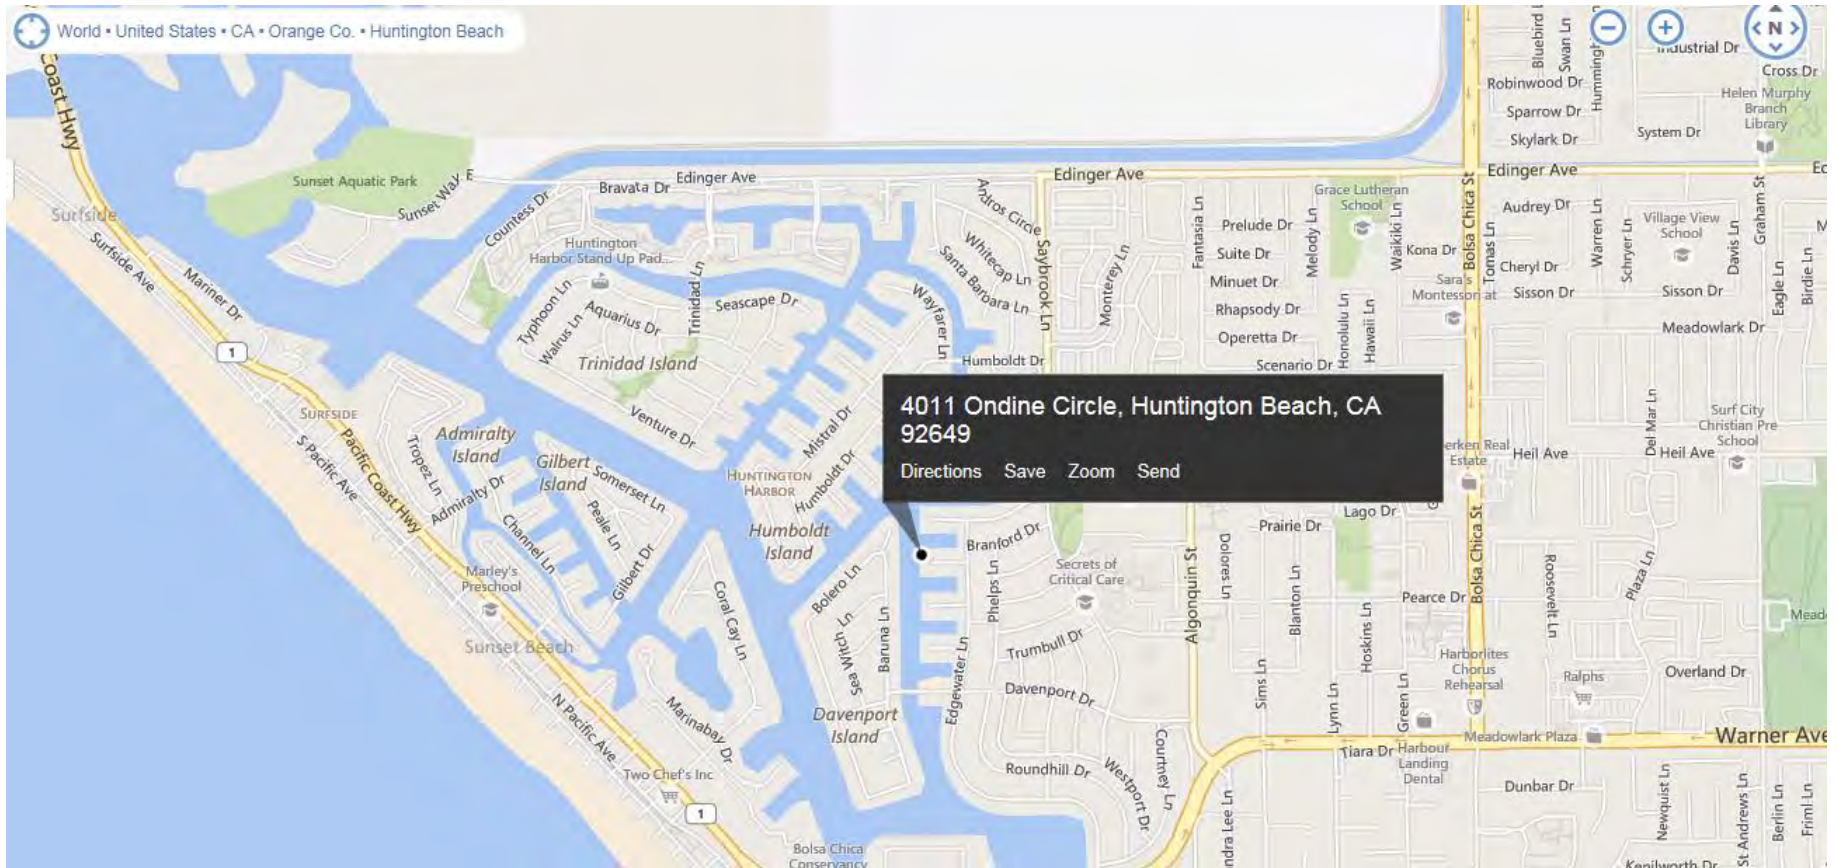 World • United States • CA • Orange Co. • Huntington Beach
Coast Hwy
Bluebird L
Swan Ln
Humming
Industrial Dr
N
Cross Dr
Robinwood Dr
Helen Murphy
Branch
Library
Sparrow Dr
System Dr
Skylark Dr
Sunset Aquatic Park
Sunset Way E
Bravata Dr
Edinger Ave
Edinger Ave
Edinger Ave
Ed
Surfside
Surfside Ave
Mariner Dr
Countess Dr
Huntington
Harbor Stand Up Pad...
Andros Circle
Whitecap Ln
Santa Barbara Ln
Saybrook Ln
Monterey Ln
Fantasia Ln
Grace Lutheran
School
Prelude Dr
Suite Dr
Minuet Dr
Rhapsody Dr
Operetta Dr
Scenario Dr
Melody Ln
Waikiki Ln
Kona Dr
Honolulu Ln
Hawaii Ln
Sara's
Montessori at
Bolsa Chica St
Tomas Ln
Audrey Dr
Cheryl Dr
Sisson Dr
Warren Ln
Schryer Ln
Village View
School
Davis Ln
Graham St
M
Sisson Dr
Eagle Ln
Birdie Ln
Meadowlark Dr
Typhoon Ln
Walrus Ln
Aquarius Dr
Trinidad Ln
Seascape Dr
Wayfarer Ln
Humboldt Dr
Trinidad Island
Venture Dr
Mistral Dr
1
SURFSIDE
S Pacific Ave
Pacific Coast Hwy
Tropez Ln
Admiralty
Island
Admiralty Dr
Gilbert
Island
Somerset Ln
Peale Ln
Gilbert Dr
Channel Ln
HUNTINGTON
HARBOR
Humboldt Dr
Humboldt
Island
4011 Ondine Circle, Huntington Beach, CA
92649
Directions Save Zoom Send
erken Real
Estate
Heil Ave
Del Mar Ln
Heil Ave
Surf City
Christian Pre
School
Lago Dr
Prairie Dr
Branford Dr
Phelps Ln
Secrets of
Critical Care
Algonquin St
Dolores Ln
Blanton Ln
Hoskins Ln
Pearce Dr
Bolsa Chica St
Roosevelt Ln
Plaza Ln
Mead
Marley's
Preschool
Sunset Beach
Coral Cay Ln
Bolero Ln
Sea Witch Ln
Baruna Ln
Edgewater Ln
Trumbull Dr
Davenport Dr
Davenport
Island
Harborlites
Chorus
Rehearsal
Ralphs
Overland Dr
Sims Ln
Lynn Ln
Green Ln
N Pacific Ave
Marinabay Dr
Two Chef's Inc
1
Roundhill Dr
Westport Dr
Courtney Ln
Tiara Dr
Harbour
Landing
Dental
Meadowlark Plaza
Warner Ave
Dunbar Dr
Newquist Ln
St Andrews Ln
Berlin Ln
Friml Ln
ndra Lee Ln
Bolsa Chica
Conservancy
Kenilworth Dr